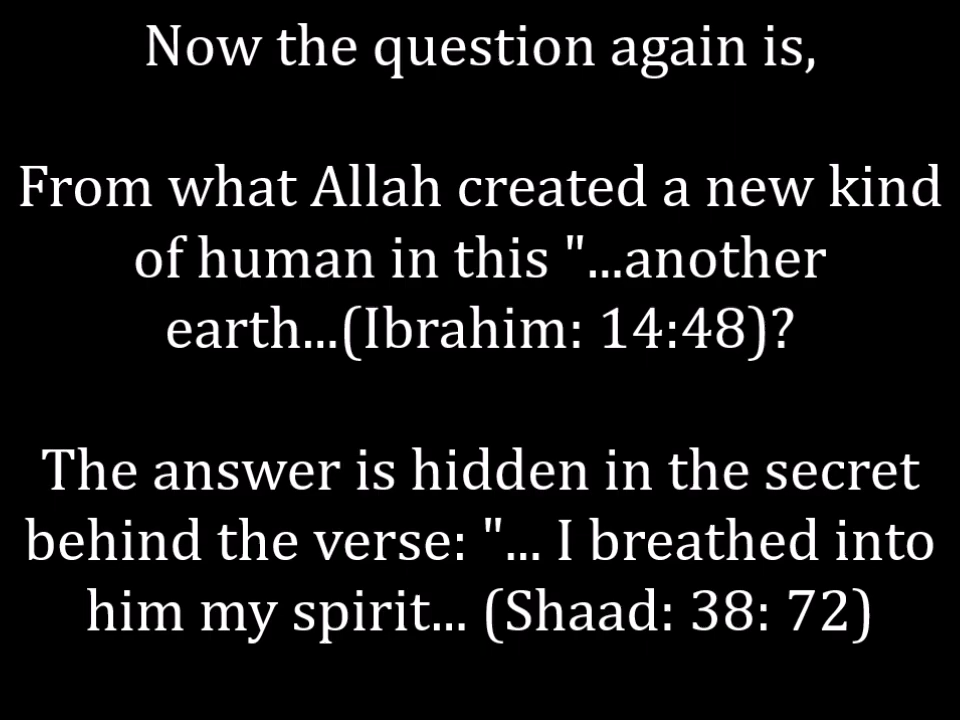 Now the question again is,
From what Allah created a new kind
of human in this "...another
earth...(Ibrahim: 14:48)?
The answer is hidden in the secret
behind the verse: "... I breathed into
him my spirit... (Shaad: 38: 72)